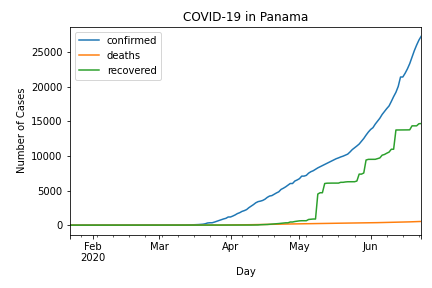 COVID-19 in Panama
confirmed
deaths
recovered
Number of Cases
25000
20000
15000
10000
5000
0
Feb
2020
Mar
Apr
May
Jun
Day